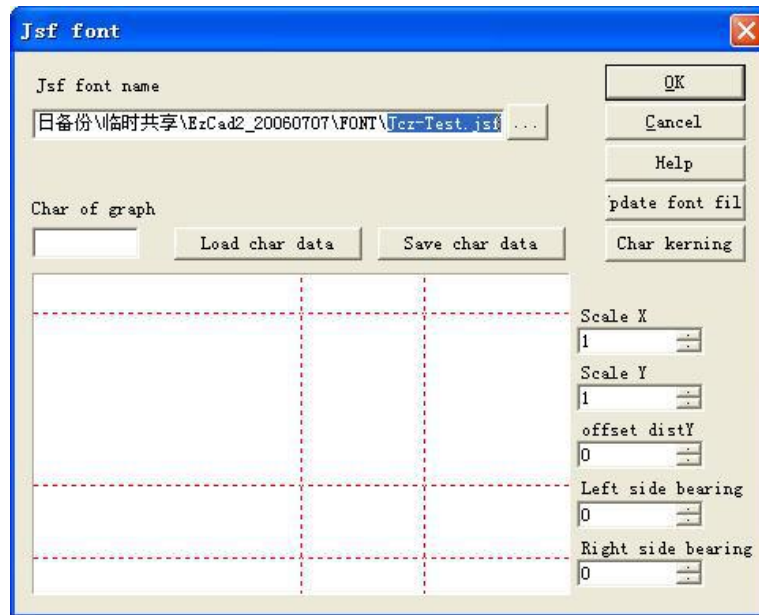 Jsf font
Jsf font name
日备份\临时共享\EzCad2_20060707\FONT\Jcz-Test.jsf
...
OK
Cancel
Help
pdate font fil
Char kerning
Char of graph
Load char data
Save char data
Scale X
1
Scale Y
1
offset distY
0
Left side bearing
0
Right side bearing
0